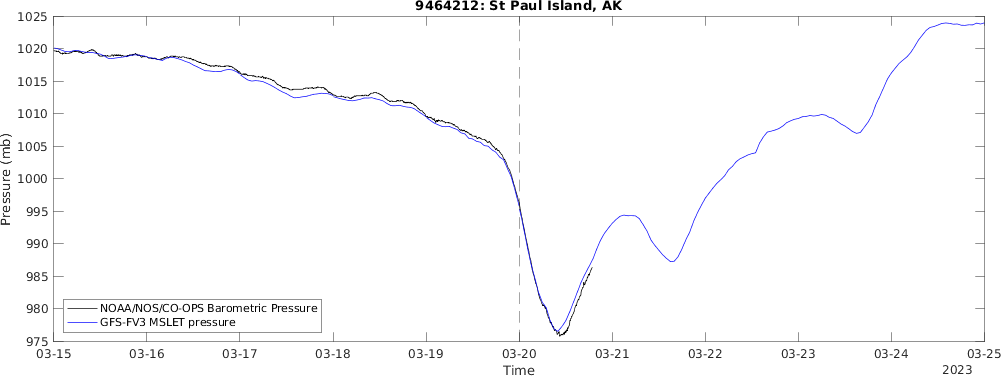 9464212: St Paul Island, AK
1025
1020
1015
1010
1005
1000
995
990
985
980
975
Pressure (mb)
NOAA/NOS/CO-OPS Barometric Pressure
GFS-FV3 MSLET pressure
03-15 03-16 03-17 03-18 03-19 03-20 03-21 03-22 03-23 03-24 03-25
Time
2023